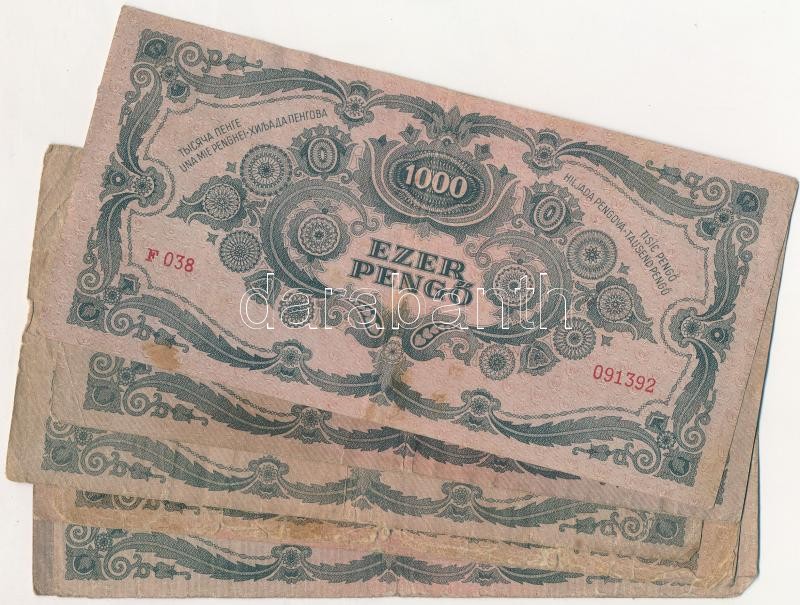 ТЫСЯЧА ПЕНГЕ
UNA MIE PENGHEI-ХИЉАДА ПЕНГОВА
1000
TISÍC PENGŐ
HILJADA PENGOVA-TAUSEND PENGŐ
EZER
PENGŐ
F 038
091392
darabanth